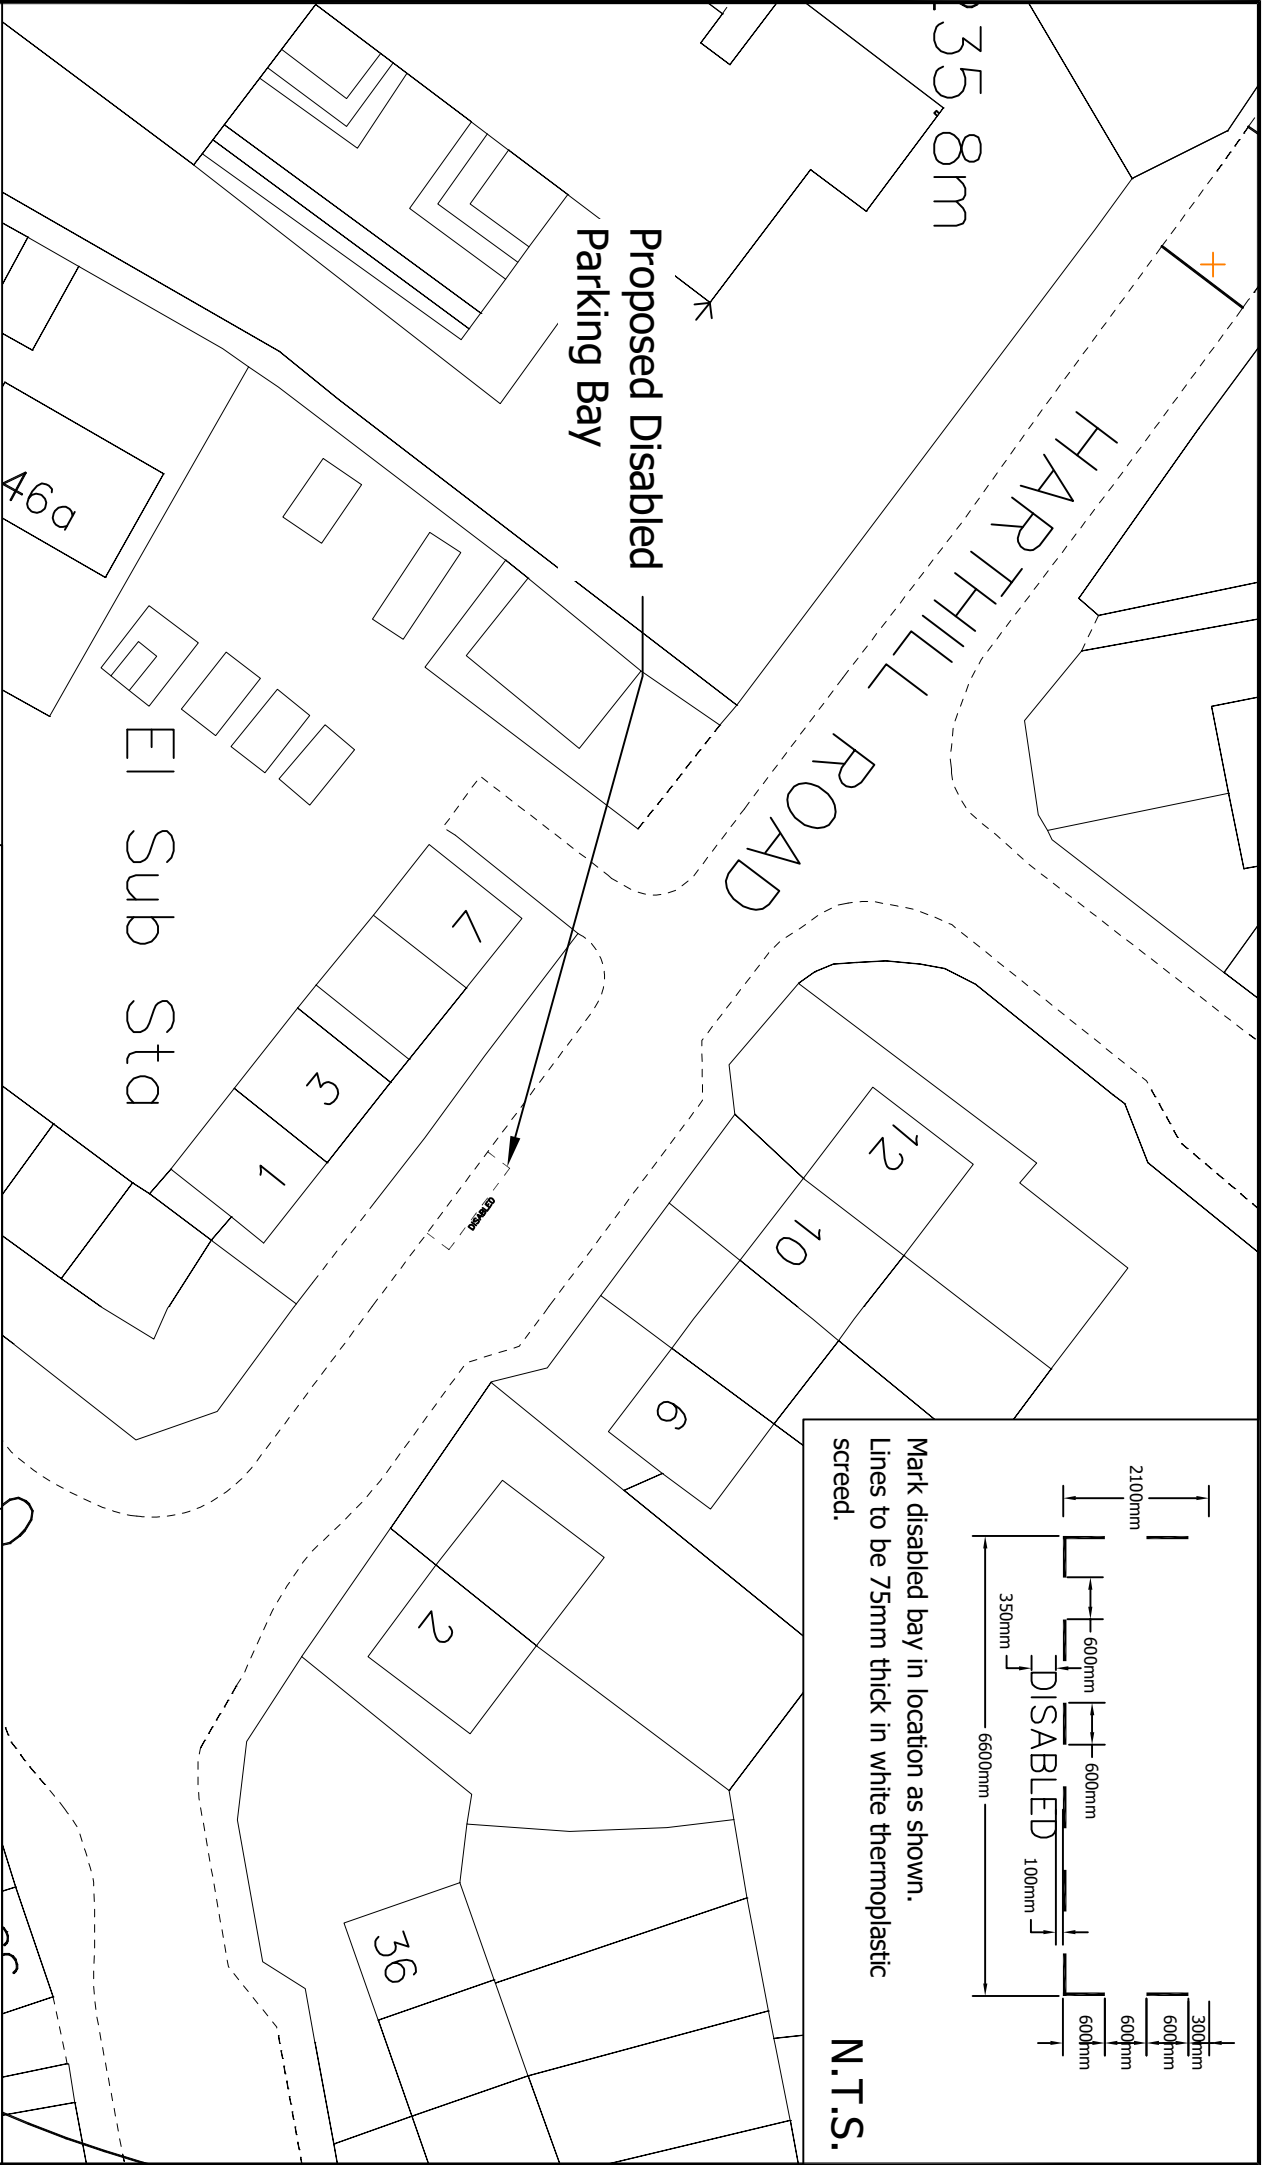 35.8m
HARTHILL ROAD
Proposed Disabled
Parking Bay
46a
El Sub Sta
7
3
1
DISABLED
12
10
6
2
36
2100mm
600mm
600mm
350mm
DISABLED
100mm
6600mm
300mm
600mm
600mm
600mm
Mark disabled bay in location as shown.
Lines to be 75mm thick in white thermoplastic
screed.
N.T.S.